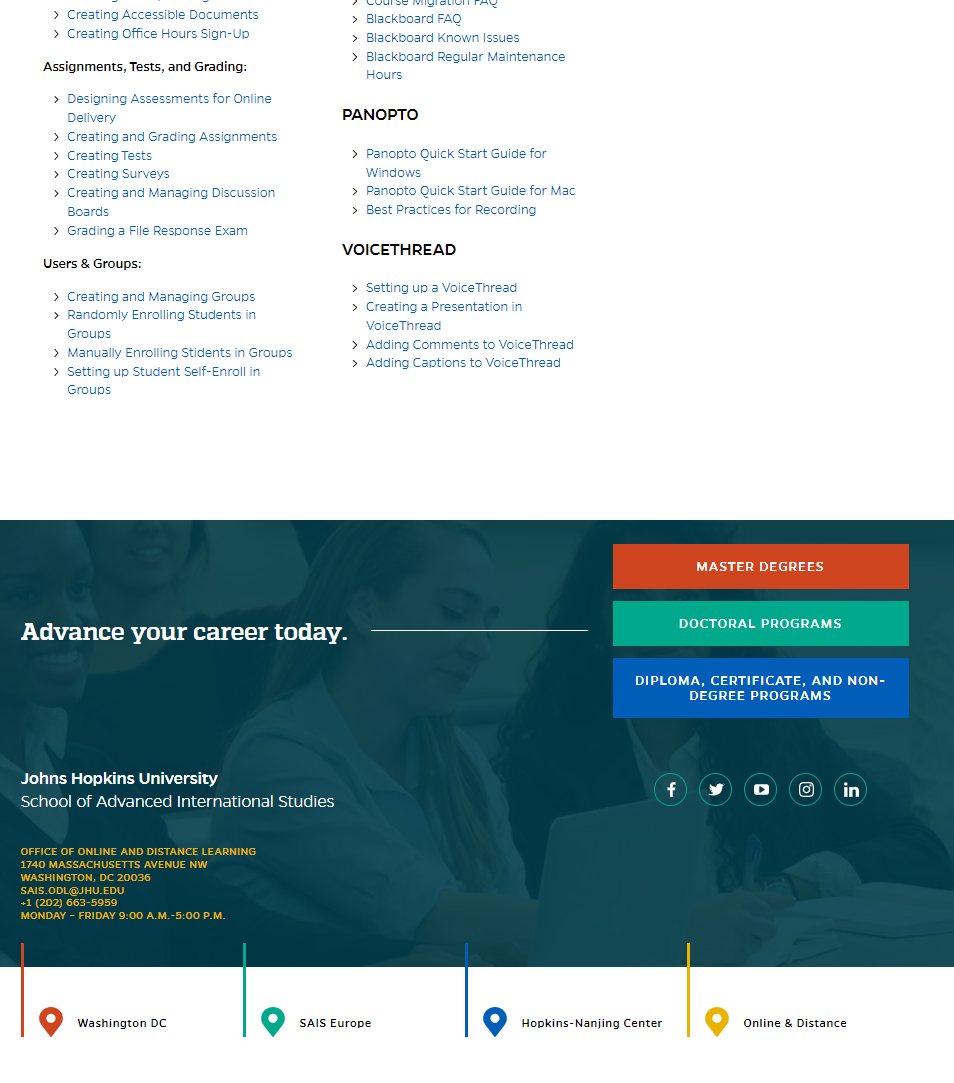 Creating Accessible Documents
Creating Office Hours Sign-Up
Assignments, Tests, and Grading:
Designing Assessments for Online
Delivery
Creating and Grading Assignments
Creating Tests
Creating Surveys
Creating and Managing Discussion
Boards
Grading a File Response Exam
Users & Groups:
Creating and Managing Groups
Randomly Enrolling Students in
Groups
Manually Enrolling Stidents in Groups
Setting up Student Self-Enroll in
Groups
Course Migration FAQ
Blackboard FAQ
Blackboard Known Issues
Blackboard Regular Maintenance
Hours
PANOPTO
Panopto Quick Start Guide for
Windows
Panopto Quick Start Guide for Mac
Best Practices for Recording
VOICETHREAD
Setting up a VoiceThread
Creating a Presentation in
VoiceThread
Adding Comments to VoiceThread
Adding Captions to VoiceThread
Advance your career today.
MASTER DEGREES
DOCTORAL PROGRAMS
DIPLOMA, CERTIFICATE, AND NON-
DEGREE PROGRAMS
Johns Hopkins University
School of Advanced International Studies
OFFICE OF ONLINE AND DISTANCE LEARNING
1740 MASSACHUSETTS AVENUE NW
WASHINGTON, DC 20036
SAIS.ODL@JHU.EDU
+1 (202) 663-5959
MONDAY – FRIDAY 9:00 A.M.-5:00 P.M.
Washington DC
SAIS Europe
Hopkins-Nanjing Center
Online & Distance